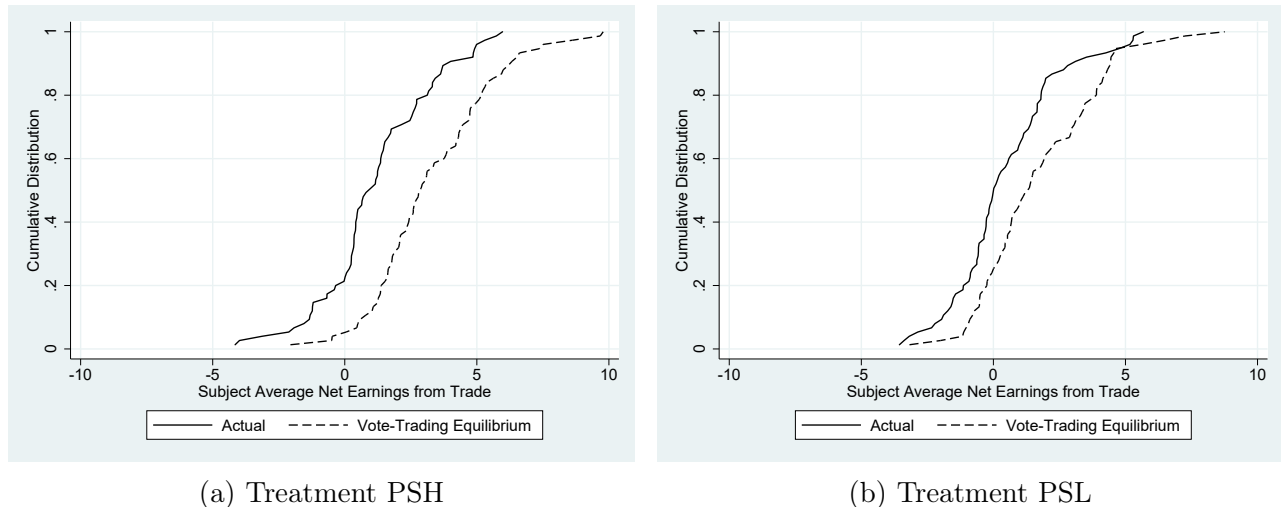 Cumulative Distribution
1
.8
.6
.4
.2
0
-10 -5 0 5 10
Subject Average Net Earnings from Trade
Actual Vote-Trading Equilibrium
(a) Treatment PSH
Cumulative Distribution
1
.8
.6
.4
.2
0
-10 -5 0 5 10
Subject Average Net Earnings from Trade
Actual Vote-Trading Equilibrium
(b) Treatment PSL